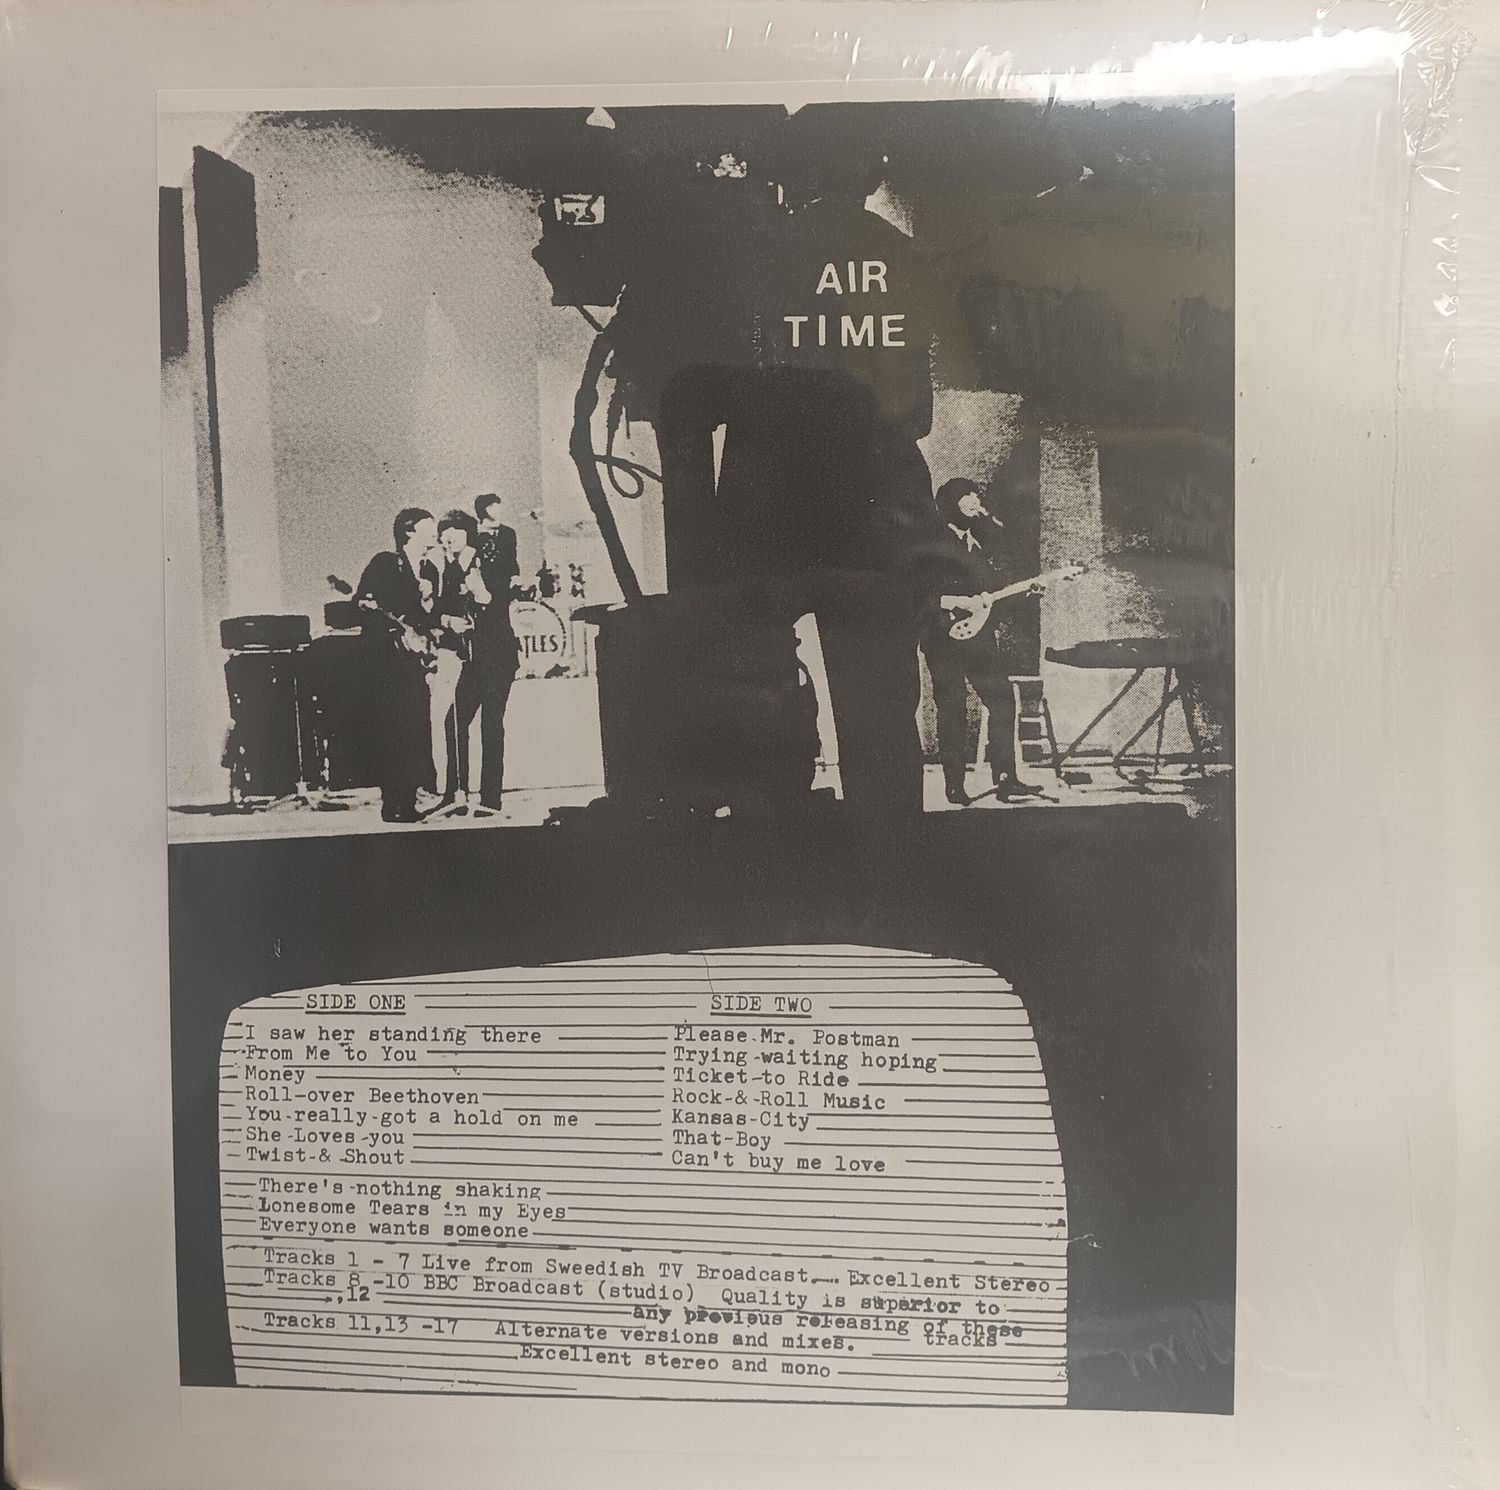 AIR
TIME
ATLES
SIDE ONE
I saw her standing there
From Me to You
Money
Roll-over Beethoven
You-really-got a hold on me
She-Loves-you
Twist-&-Shout
There's-nothing shaking
Lonesome Tears in my Eyes
Everyone wants someone
SIDE TWO
Please Mr. Postman
Trying-waiting hoping
Ticket-to Ride
Rock-&-Roll Music
Kansas-City
That-Boy
Can't buy me love
Tracks 1 - 7 Live from Swedish TV Broadcast... Excellent Stereo
Tracks 8 -10 BBC Broadcast (studio) Quality is superior to
,12 any previous releasing of these
tracks
Tracks 11,13 -17 Alternate versions and mixes.
Excellent stereo and mono